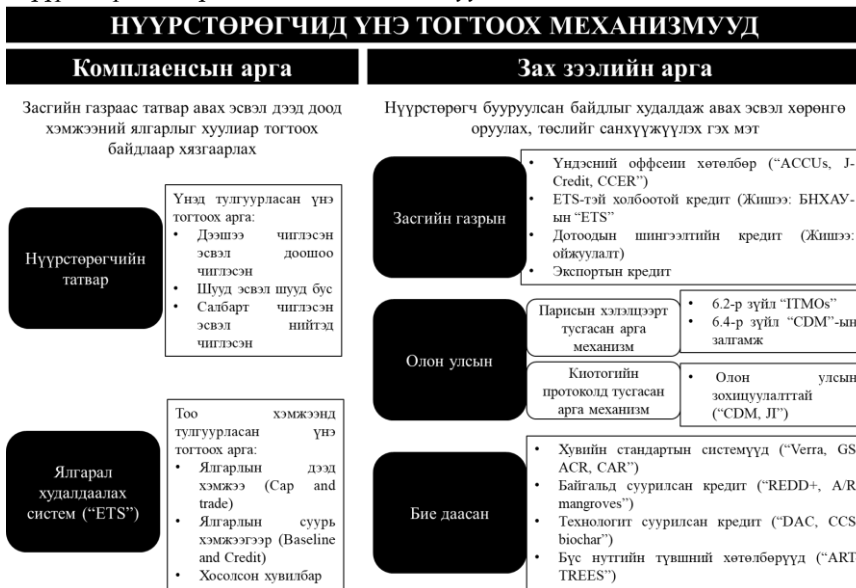 НҮҮРСТӨРӨГЧИД ҮНЭ ТОГТООХ МЕХАНИЗМУУД
Комплаенсын арга
Засгийн газраас татвар авах эсвэл дээд доод
хэмжээний ялгарлыг хуулиар тогтоох
байдлаар хязгаарлах
Нүүрстөрөгчийн
татвар
Үнэд тулгуурласан үнэ
тогтоох арга:
• Дээшээ чиглэсэн
эсвэл доошоо
чиглэсэн
• Шууд эсвэл шууд бус
• Салбарт чиглэсэн
эсвэл нийтэд
чиглэсэн
Ялгарал
худалдаалах
систем (“ETS”)
Тоо хэмжээнд
тулгуурласан үнэ
тогтоох арга:
• Ялгарлын дээд
хэмжээ (Cap and
trade)
• Ялгарлын суурь
хэмжээгээр (Baseline
and Credit)
• Хосолсон хувилбар
Зах зээлийн арга
Нүүрстөрөгч бууруулсан байдлыг худалдаж авах эсвэл хөрөнгө
оруулах, төслийг санхүүжүүлэх гэх мэт
Засгийн газрын
• Үндэсний оффсеии хөтөлбөр (“ACCUs, J-
Credit, CCER”)
• ETS-тэй холбоотой кредит (Жишээ: БНХАУ-
ын “ETS”
• Дотоодын шингээлтийн кредит (Жишээ:
ойжуулалт)
• Экспортын кредит
Олон улсын
Парисын хэлэлцээрт
тусгасан арга
механизм
• 6.2-р зүйл “ITMOs”
• 6.4-р зүйл “CDM”-ын
залгамж
Киотогийн
протоколд тусгасан
арга механизм
• Олон улсын
зохицуулалттай
(“CDM, JI”)
Бие даасан
• Хувийн стандартын системүүд (“Verra, GS
ACR, CAR”)
• Байгальд суурилсан кредит (“REDD+, A/R
mangroves”)
• Технологит суурилсан кредит (“DAC, CCS
biochar”)
• Бүс нутгийн түвшний хөтөлбөрүүд (“ART
TREES”)